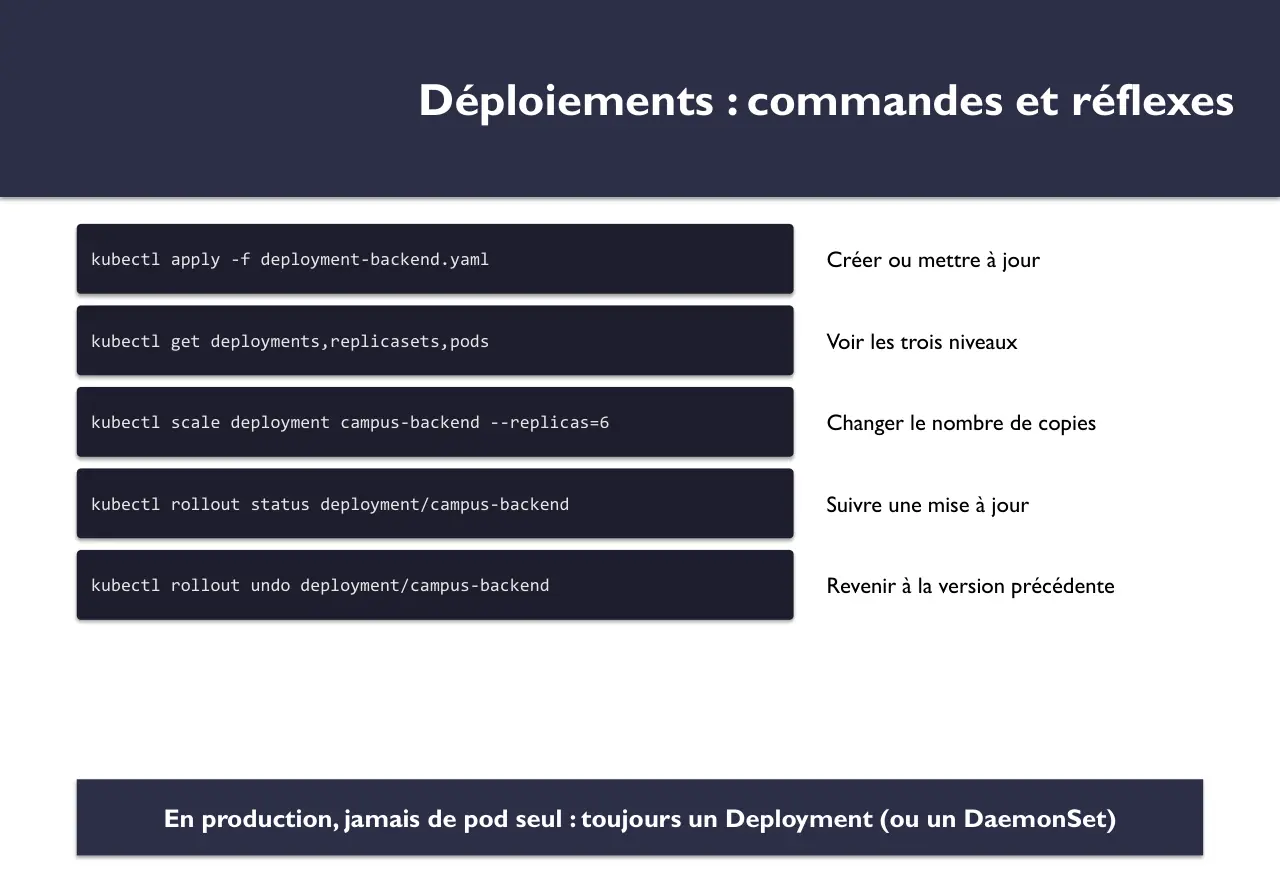 Déploiements : commandes et réflexes
kubectl apply -f deployment-backend.yaml
Créer ou mettre à jour
kubectl get deployments,replicasets,pods
Voir les trois niveaux
kubectl scale deployment campus-backend --replicas=6
Changer le nombre de copies
kubectl rollout status deployment/campus-backend
Suivre une mise à jour
kubectl rollout undo deployment/campus-backend
Revenir à la version précédente
En production, jamais de pod seul : toujours un Deployment (ou un DaemonSet)